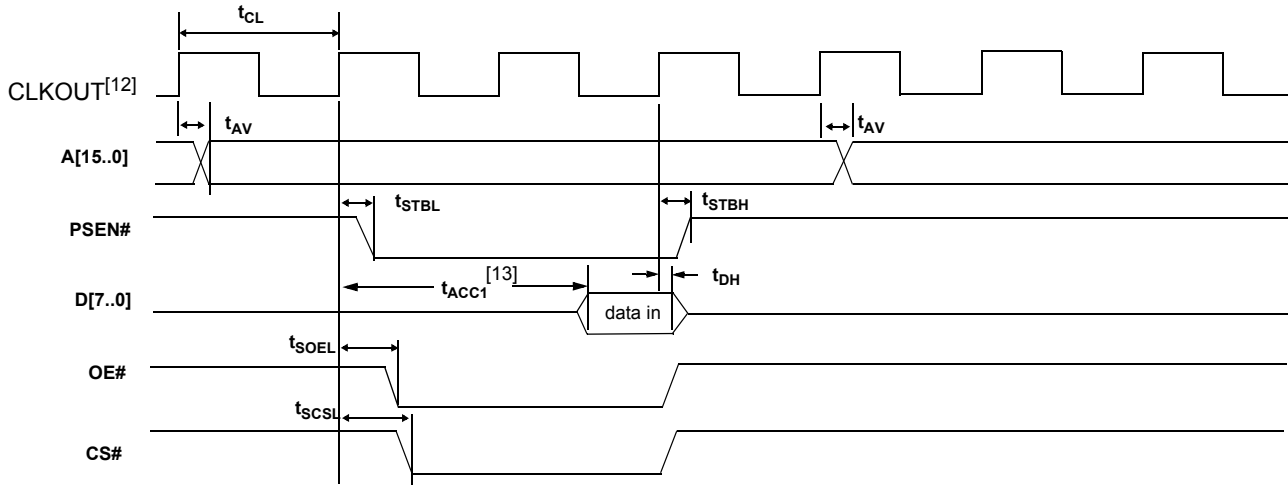 tCL
CLKOUT[12]
tAV
tAV
A[15..0]
tSTBL
tSTBH
PSEN#
[13]
tACC1
tDH
D[7..0]
data in
tSOEL
OE#
tSCSL
CS#